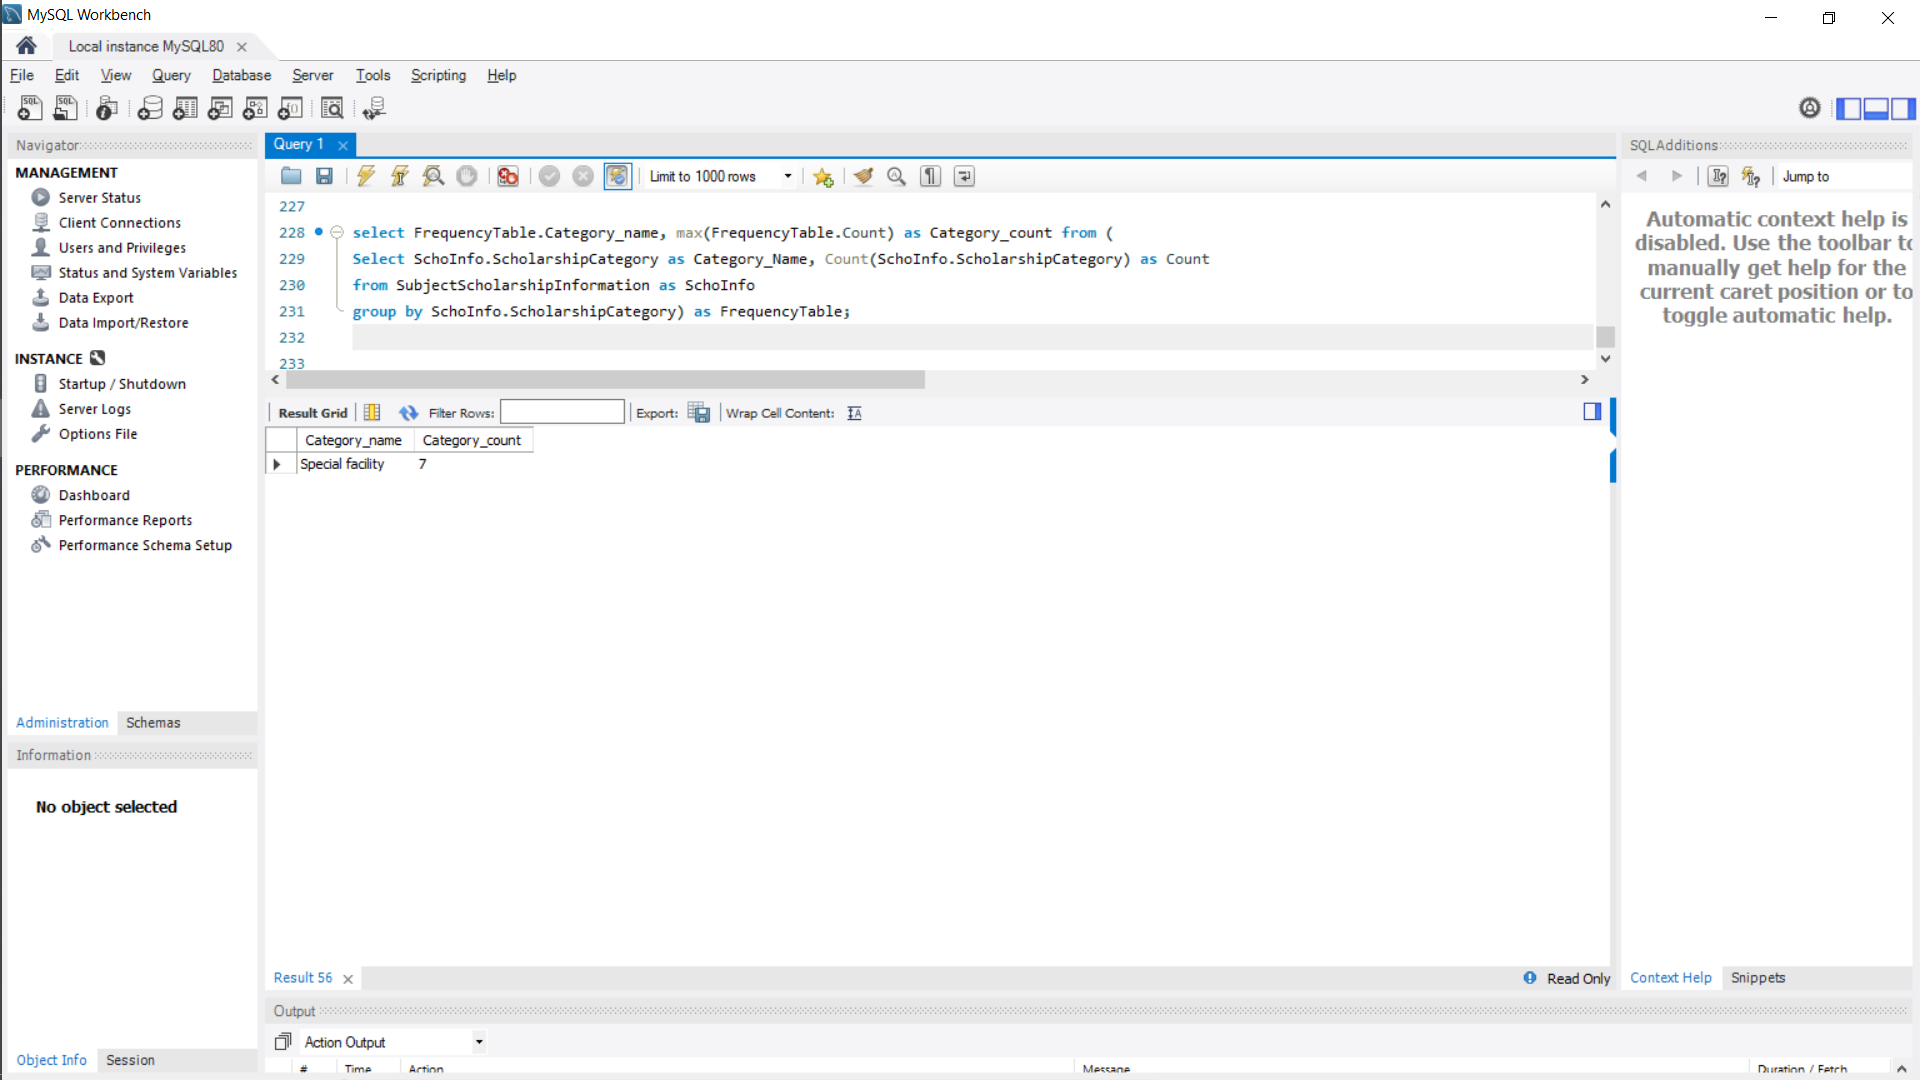 MySQL Workbench
Local instance MySQL80
File Edit View Query Database Server Tools Scripting Help
Navigator
MANAGEMENT
Server Status
Client Connections
Users and Privileges
Status and System Variables
Data Export
Data Import/Restore
INSTANCE
Startup / Shutdown
Server Logs
Options File
PERFORMANCE
Dashboard
Performance Reports
Performance Schema Setup
Administration Schemas
Information
No object selected
Object Info Session
Query 1
Limit to 1000 rows
227
228 select FrequencyTable.Category_name, max(FrequencyTable.Count) as Category_count from (
229 Select SchoInfo.ScholarshipCategory as Category_Name, Count(SchoInfo.ScholarshipCategory) as Count
230 from SubjectScholarshipInformation as SchoInfo
231 group by SchoInfo.ScholarshipCategory) as FrequencyTable;
232
233
Result Grid Filter Rows: Export: Wrap Cell Content:
Category_name Category_count
Special facility 7
Result 56
Read Only
Output
Action Output
# Time Action Message Duration / Fetch
SQLAdditions
Jump to
Automatic context help is
disabled. Use the toolbar to
manually get help for the
current caret position or to
toggle automatic help.
Context Help Snippets